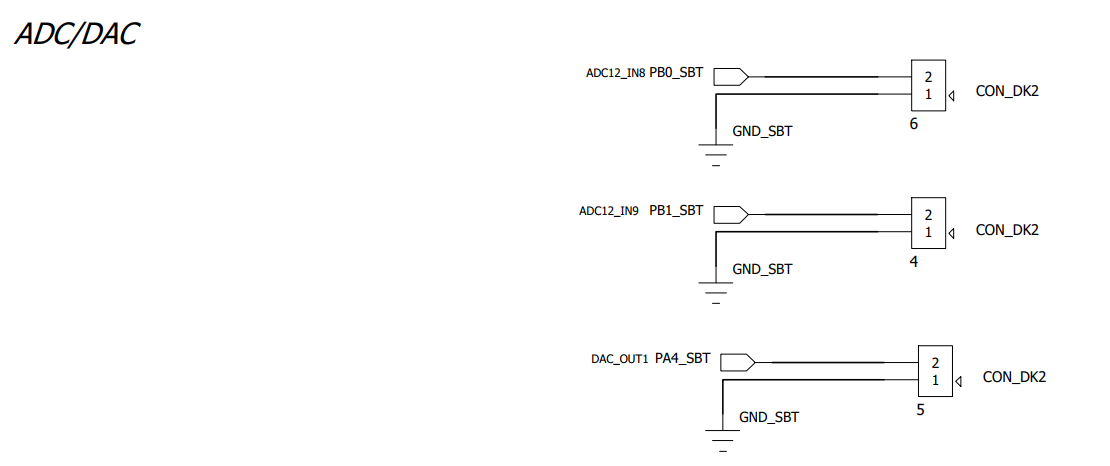 ADC/DAC
ADC12_IN8 PB0_SBT
2
1
CON_DK2
6
GND_SBT
ADC12_IN9 PB1_SBT
2
1
CON_DK2
4
GND_SBT
DAC_OUT1 PA4_SBT
2
1
CON_DK2
5
GND_SBT